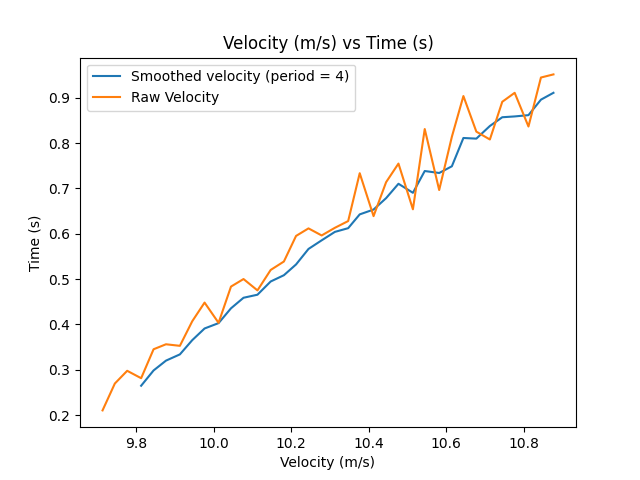 Velocity (m/s) vs Time (s)
Smoothed velocity (period = 4)
Raw Velocity
0.9
0.8
0.7
0.6
0.5
0.4
0.3
0.2
Time (s)
9.8 10.0 10.2 10.4 10.6 10.8
Velocity (m/s)